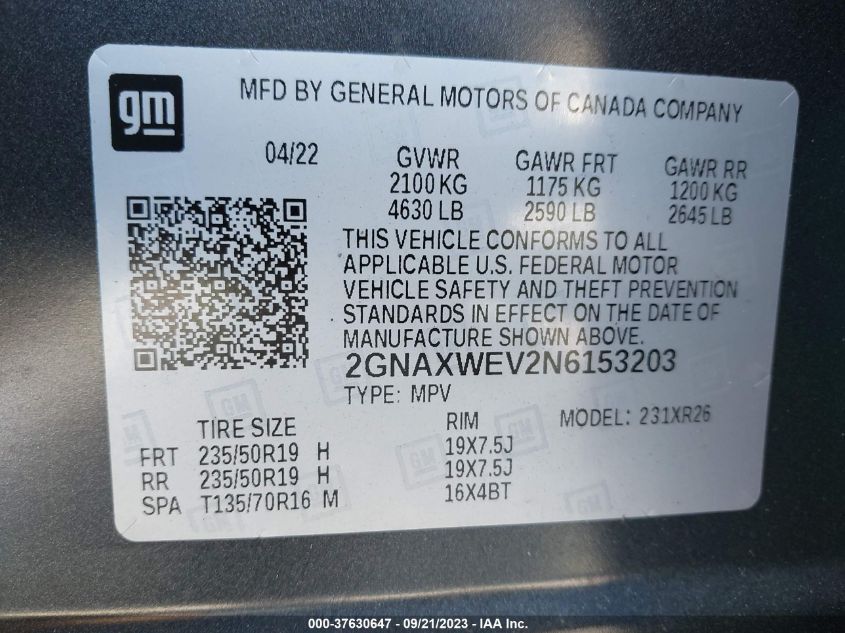 gm
MFD BY GENERAL MOTORS OF CANADA COMPANY
04/22 GVWR GAWR FRT GAWR RR
2100 KG 1175 KG 1200 KG
4630 LB 2590 LB 2645 LB
THIS VEHICLE CONFORMS TO ALL
APPLICABLE U.S. FEDERAL MOTOR
VEHICLE SAFETY AND THEFT PREVENTION
STANDARDS IN EFFECT ON THE DATE OF
MANUFACTURE SHOWN ABOVE.
2GNAXWEV2N6153203
TYPE: MPV
TIRE SIZE RIM MODEL: 231XR26
FRT 235/50R19 H 19X7.5J
RR 235/50R19 H 19X7.5J
SPA T135/70R16 M 16X4BT
000-37630647 - 09/21/2023 - IAA Inc.